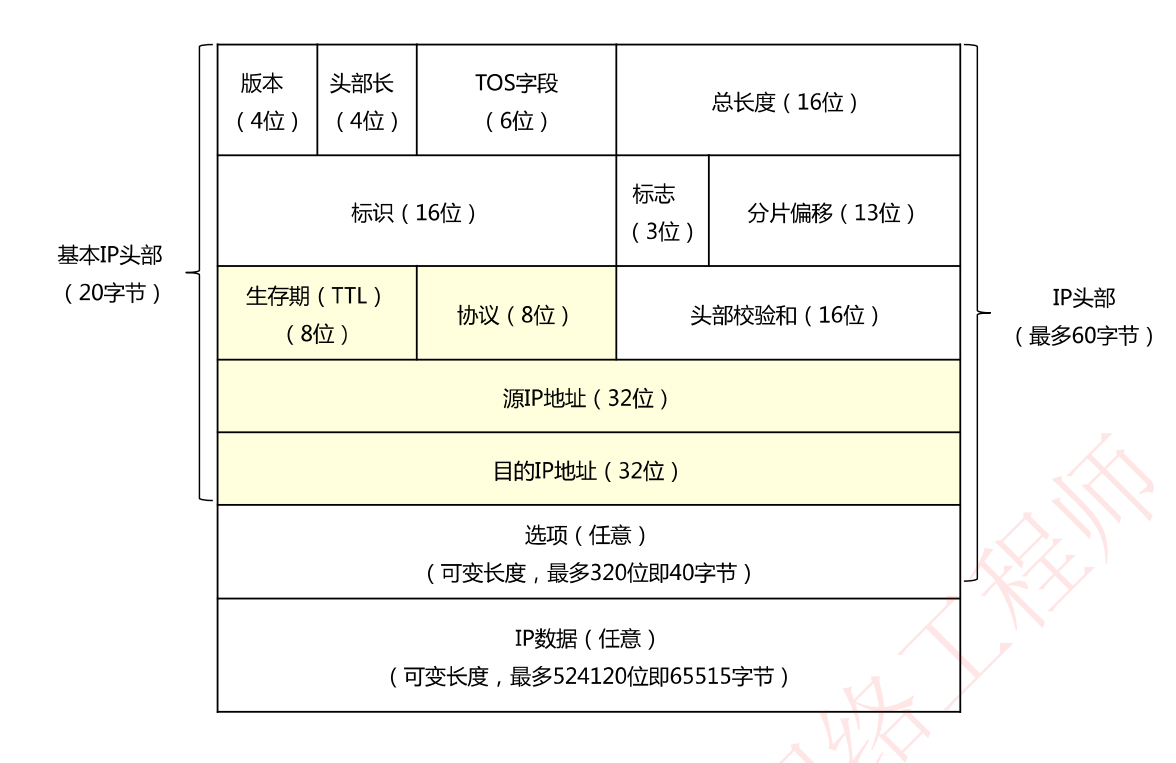 版本
（4位）
头部长
（4位）
TOS字段
（6位）
总长度（16位）
标识（16位）
标志
（3位）
分片偏移（13位）
基本IP头部
（20字节）
生存期（TTL）
（8位）
协议（8位）
头部校验和（16位）
IP头部
（最多60字节）
源IP地址（32位）
目的IP地址（32位）
选项（任意）
（可变长度，最多320位即40字节）
IP数据（任意）
（可变长度，最多524120位即65515字节）
络工程师